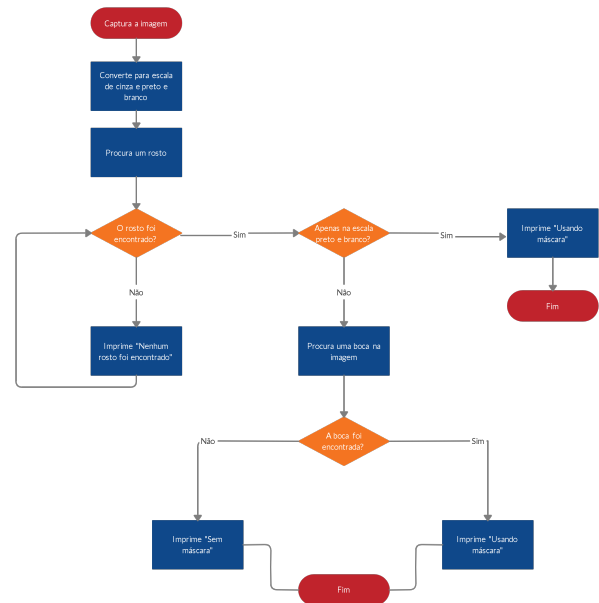 Captura a imagem
Converte para escala
de cinza e preto e
branco
Procura um rosto
O rosto foi
encontrado?
Sim
Apenas na escala
preto e branco?
Sim
Imprime "Usando
máscara"
Fim
Não
Imprime "Nenhum
rosto foi encontrado"
Não
Procura uma boca na
imagem
A boca foi
encontrada?
Não
Sim
Imprime "Sem
máscara"
Imprime "Usando
máscara"
Fim